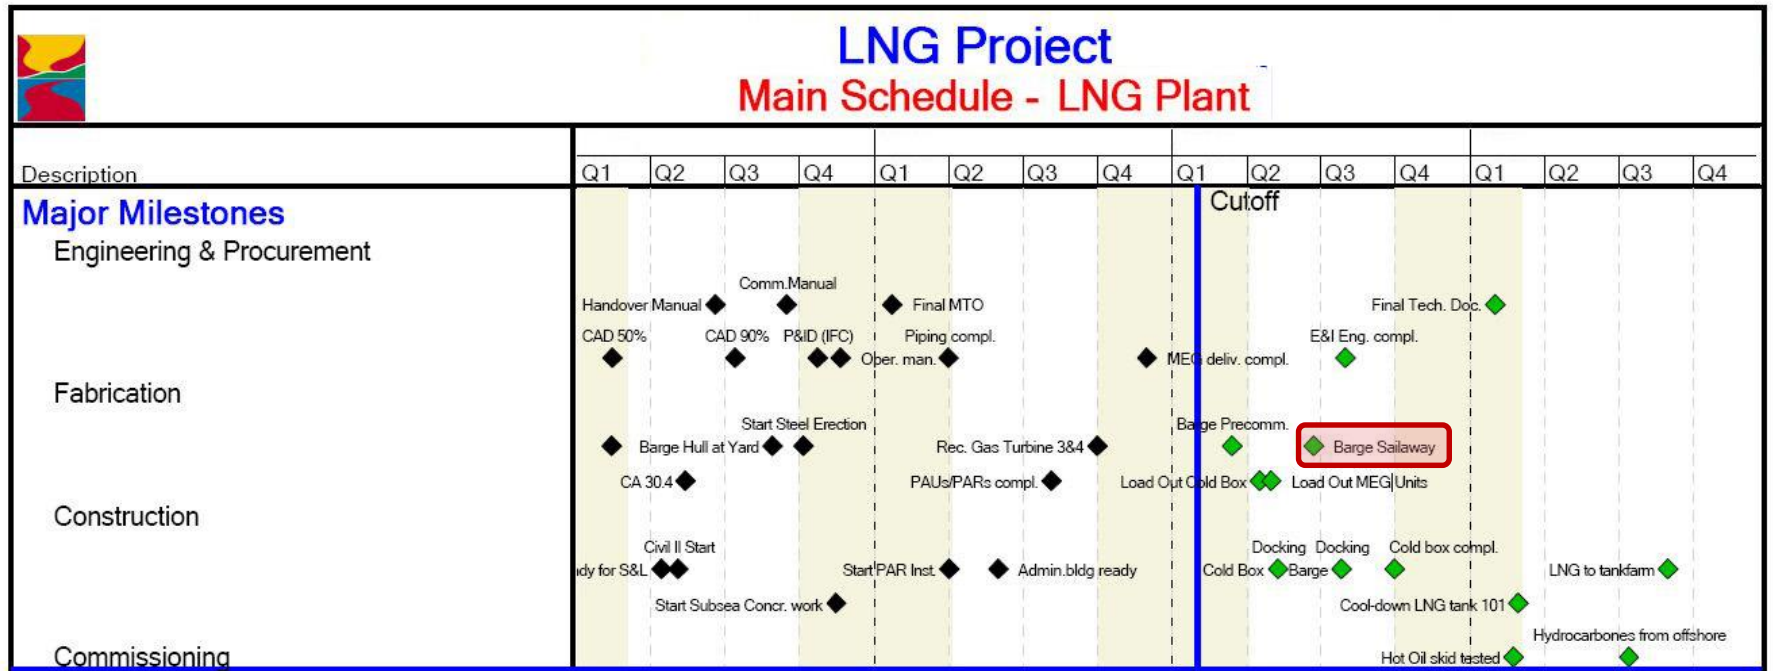 LNG Project
Main Schedule - LNG Plant
Description
Q1 Q2 Q3 Q4 Q1 Q2 Q3 Q4 Q1 Q2 Q3 Q4 Q1 Q2 Q3 Q4
Major Milestones
Cutoff
Engineering & Procurement
Comm.Manual
Handover Manual Final MTO Final Tech. Doc.
CAD 50% CAD 90% P&ID (IFC) Piping compl. E&I Eng. compl.
Oper. man. MEG deliv. compl.
Fabrication
Start Steel Erection Barge Precomm.
Barge Hull at Yard Rec. Gas Turbine 3&4 Barge Sailaway
CA 30.4 PAUs/PARs compl. Load Out Cold Box Load Out MEG Units
Construction
Civil II Start Docking Docking Cold box compl.
dy for S&L Start PAR Inst. Admin.bldg ready Cold Box Barge LNG to tankfarm
Start Subsea Concr. work Cool-down LNG tank 101
Hydrocarbones from offshore
Commissioning Hot Oil skid tested